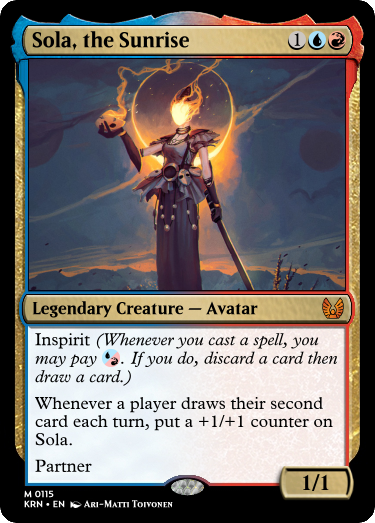 Sola, the Sunrise 1
Legendary Creature — Avatar
Inspirit (Whenever you cast a spell, you
may pay . If you do, discard a card then
draw a card.)
Whenever a player draws their second
card each turn, put a +1/+1 counter on
Sola.
Partner
1/1
M 0115
KRN • EN Ari-Matti Toivonen